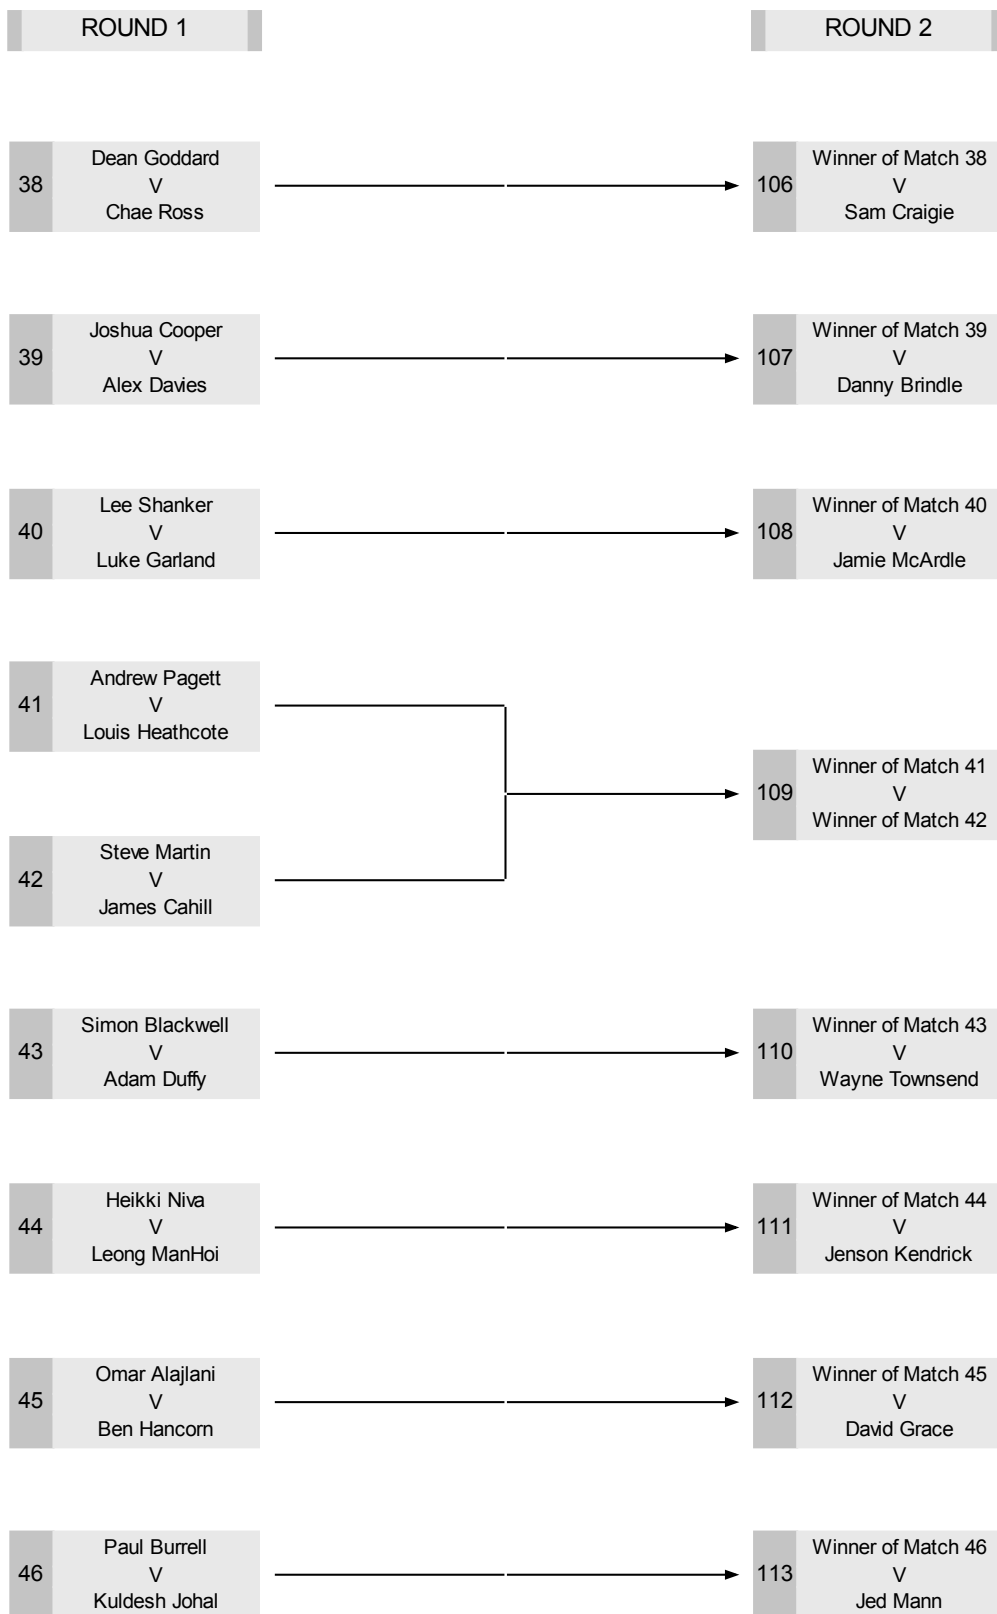 ROUND 1
ROUND 2
38
Dean Goddard
V
Chae Ross
106
Winner of Match 38
V
Sam Craigie
39
Joshua Cooper
V
Alex Davies
107
Winner of Match 39
V
Danny Brindle
40
Lee Shanker
V
Luke Garland
108
Winner of Match 40
V
Jamie McArdle
41
Andrew Pagett
V
Louis Heathcote
109
Winner of Match 41
V
Winner of Match 42
42
Steve Martin
V
James Cahill
43
Simon Blackwell
V
Adam Duffy
110
Winner of Match 43
V
Wayne Townsend
44
Heikki Niva
V
Leong ManHoi
111
Winner of Match 44
V
Jenson Kendrick
45
Omar Alajlani
V
Ben Hancorn
112
Winner of Match 45
V
David Grace
46
Paul Burrell
V
Kuldesh Johal
113
Winner of Match 46
V
Jed Mann